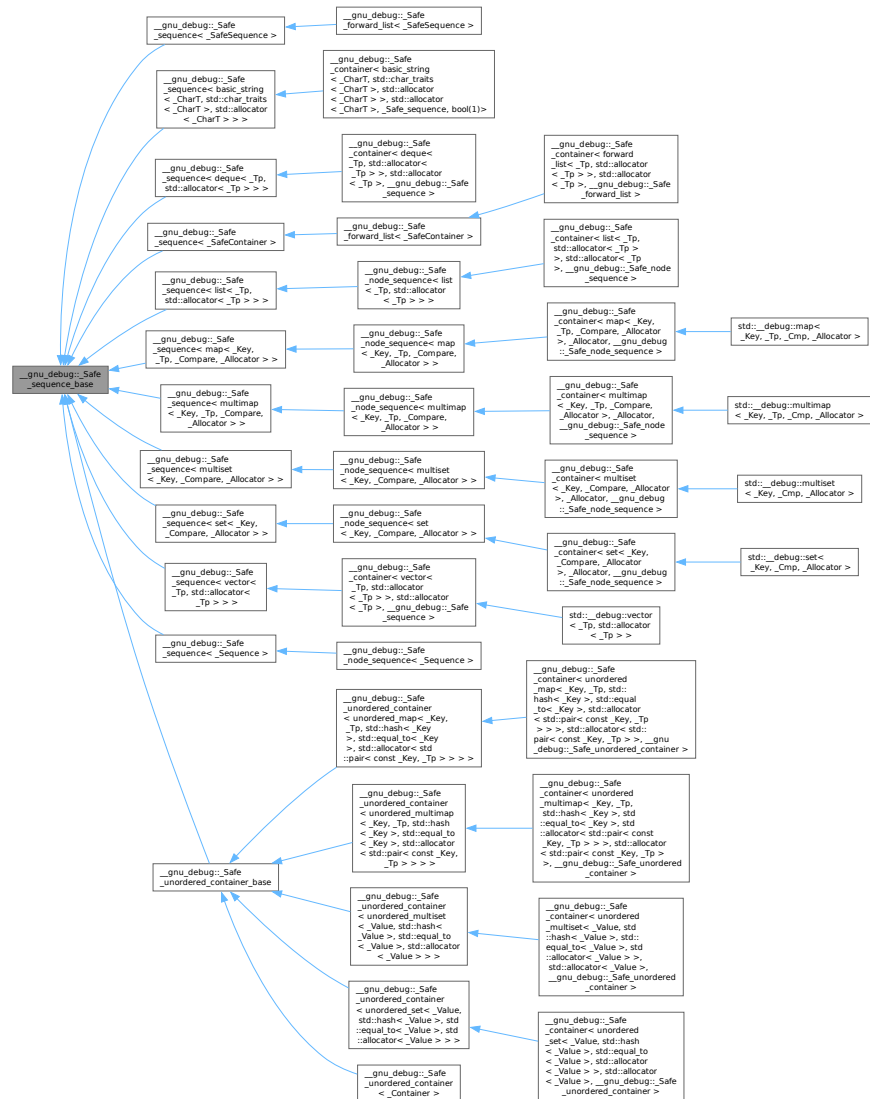 __gnu_debug::_Safe
_sequence< _SafeSequence >
__gnu_debug::_Safe
_forward_list< _SafeSequence >
__gnu_debug::_Safe
_sequence< basic_string
< _CharT, std::char_traits
< _CharT >, std::allocator
< _CharT > > >
__gnu_debug::_Safe
_container< basic_string
< _CharT, std::char_traits
< _CharT >, std::allocator
< _CharT > >, std::allocator
< _CharT >, _Safe_sequence, bool(1)>
__gnu_debug::_Safe
_sequence< deque< _Tp,
std::allocator< _Tp > > >
__gnu_debug::_Safe
_container< deque<
_Tp, std::allocator<
_Tp > >, std::allocator
< _Tp >, __gnu_debug::_Safe
_sequence >
__gnu_debug::_Safe
_container< forward
_list< _Tp, std::allocator
< _Tp > >, std::allocator
< _Tp >, __gnu_debug::_Safe
_forward_list >
__gnu_debug::_Safe
_sequence< _SafeContainer >
__gnu_debug::_Safe
_forward_list< _SafeContainer >
__gnu_debug::_Safe
_sequence< list< _Tp,
std::allocator< _Tp > > >
__gnu_debug::_Safe
_node_sequence< list
< _Tp, std::allocator
< _Tp > > >
__gnu_debug::_Safe
_container< list< _Tp,
std::allocator< _Tp >
>, std::allocator< _Tp
>, __gnu_debug::_Safe_node
_sequence >
__gnu_debug::_Safe
_sequence< map< _Key,
_Tp, _Compare, _Allocator > >
__gnu_debug::_Safe
_node_sequence< map
< _Key, _Tp, _Compare,
_Allocator > >
__gnu_debug::_Safe
_container< map< _Key,
_Tp, _Compare, _Allocator
>, _Allocator, __gnu_debug
::_Safe_node_sequence >
std::__debug::map<
_Key, _Tp, _Cmp, _Allocator >
__gnu_debug::_Safe
_sequence_base
__gnu_debug::_Safe
_sequence< multimap
< _Key, _Tp, _Compare,
_Allocator > >
__gnu_debug::_Safe
_node_sequence< multimap
< _Key, _Tp, _Compare,
_Allocator > >
__gnu_debug::_Safe
_container< multimap
< _Key, _Tp, _Compare,
_Allocator >, _Allocator,
__gnu_debug::_Safe_node
_sequence >
std::__debug::multimap
< _Key, _Tp, _Cmp, _Allocator >
__gnu_debug::_Safe
_sequence< multiset
< _Key, _Compare, _Allocator > >
__gnu_debug::_Safe
_node_sequence< multiset
< _Key, _Compare, _Allocator > >
__gnu_debug::_Safe
_container< multiset
< _Key, _Compare, _Allocator
>, _Allocator, __gnu_debug
::_Safe_node_sequence >
std::__debug::multiset
< _Key, _Cmp, _Allocator >
__gnu_debug::_Safe
_sequence< set< _Key,
_Compare, _Allocator > >
__gnu_debug::_Safe
_node_sequence< set
< _Key, _Compare, _Allocator > >
__gnu_debug::_Safe
_container< set< _Key,
_Compare, _Allocator
>, _Allocator, __gnu_debug
::_Safe_node_sequence >
std::__debug::set<
_Key, _Cmp, _Allocator >
__gnu_debug::_Safe
_sequence< vector<
_Tp, std::allocator<
_Tp > > >
__gnu_debug::_Safe
_container< vector<
_Tp, std::allocator
< _Tp > >, std::allocator
< _Tp >, __gnu_debug::_Safe
_sequence >
std::__debug::vector
< _Tp, std::allocator
< _Tp > >
__gnu_debug::_Safe
_sequence< _Sequence >
__gnu_debug::_Safe
_node_sequence< _Sequence >
__gnu_debug::_Safe
_unordered_container
< unordered_map< _Key,
_Tp, std::hash< _Key
>, std::equal_to< _Key
>, std::allocator< std
::pair< const _Key, _Tp > > > >
__gnu_debug::_Safe
_container< unordered
_map< _Key, _Tp, std::
hash< _Key >, std::equal
_to< _Key >, std::allocator
< std::pair< const _Key, _Tp
> > >, std::allocator< std::
pair< const _Key, _Tp > >, __gnu
_debug::_Safe_unordered_container >
__gnu_debug::_Safe
_unordered_container
< unordered_multimap
< _Key, _Tp, std::hash
< _Key >, std::equal_to
< _Key >, std::allocator
< std::pair< const _Key,
_Tp > > > >
__gnu_debug::_Safe
_container< unordered
_multimap< _Key, _Tp,
std::hash< _Key >, std
::equal_to< _Key >, std
::allocator< std::pair< const
_Key, _Tp > > >, std::allocator
< std::pair< const _Key, _Tp >
>, __gnu_debug::_Safe_unordered
_container >
__gnu_debug::_Safe
_unordered_container_base
__gnu_debug::_Safe
_unordered_container
< unordered_multiset
< _Value, std::hash<
_Value >, std::equal_to
< _Value >, std::allocator
< _Value > > >
__gnu_debug::_Safe
_container< unordered
_multiset< _Value, std
::hash< _Value >, std::
equal_to< _Value >, std
::allocator< _Value > >,
std::allocator< _Value >,
__gnu_debug::_Safe_unordered
_container >
__gnu_debug::_Safe
_unordered_container
< unordered_set< _Value,
std::hash< _Value >, std
::equal_to< _Value >, std
::allocator< _Value > > >
__gnu_debug::_Safe
_container< unordered
_set< _Value, std::hash
< _Value >, std::equal_to
< _Value >, std::allocator
< _Value > >, std::allocator
< _Value >, __gnu_debug::_Safe
_unordered_container >
__gnu_debug::_Safe
_unordered_container
< _Container >